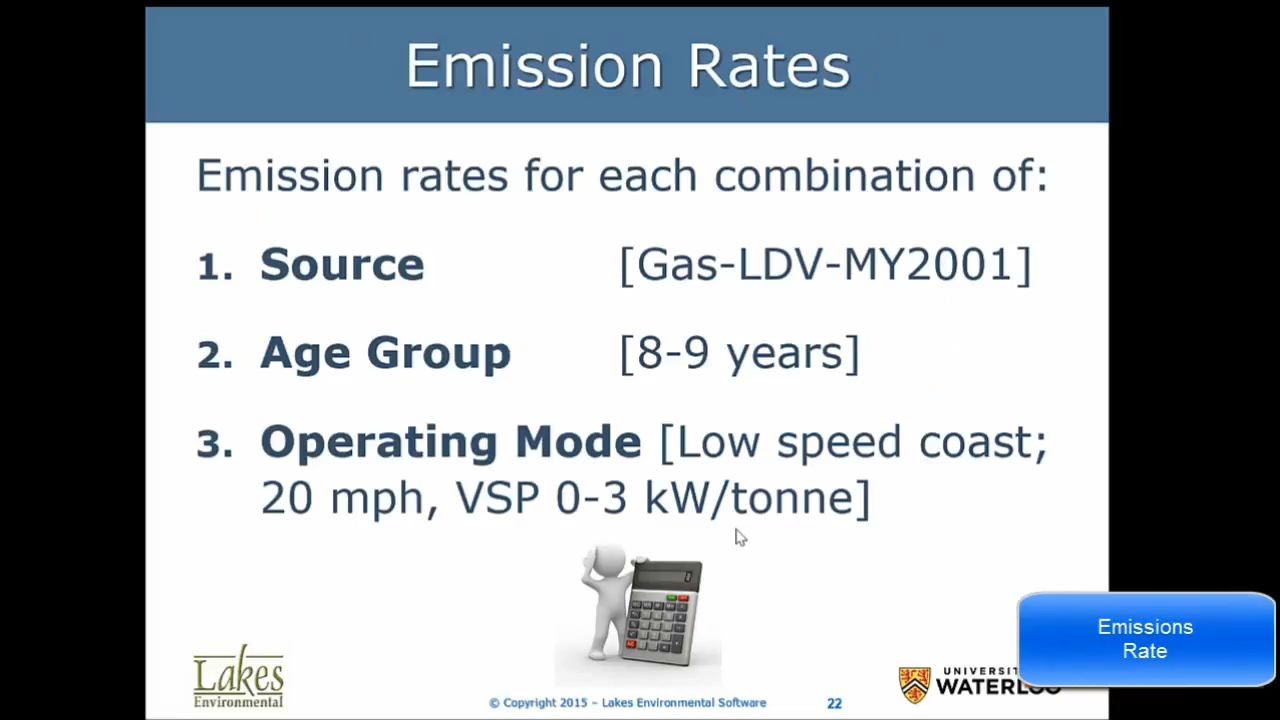 Emission Rates
Emission rates for each combination of:
1. Source [Gas-LDV-MY2001]
2. Age Group [8-9 years]
3. Operating Mode [Low speed coast;
20 mph, VSP 0-3 kW/tonne]
Emissions
Rate
Lakes
Environmental
© Copyright 2015 – Lakes Environmental Software
22
WATERLOO